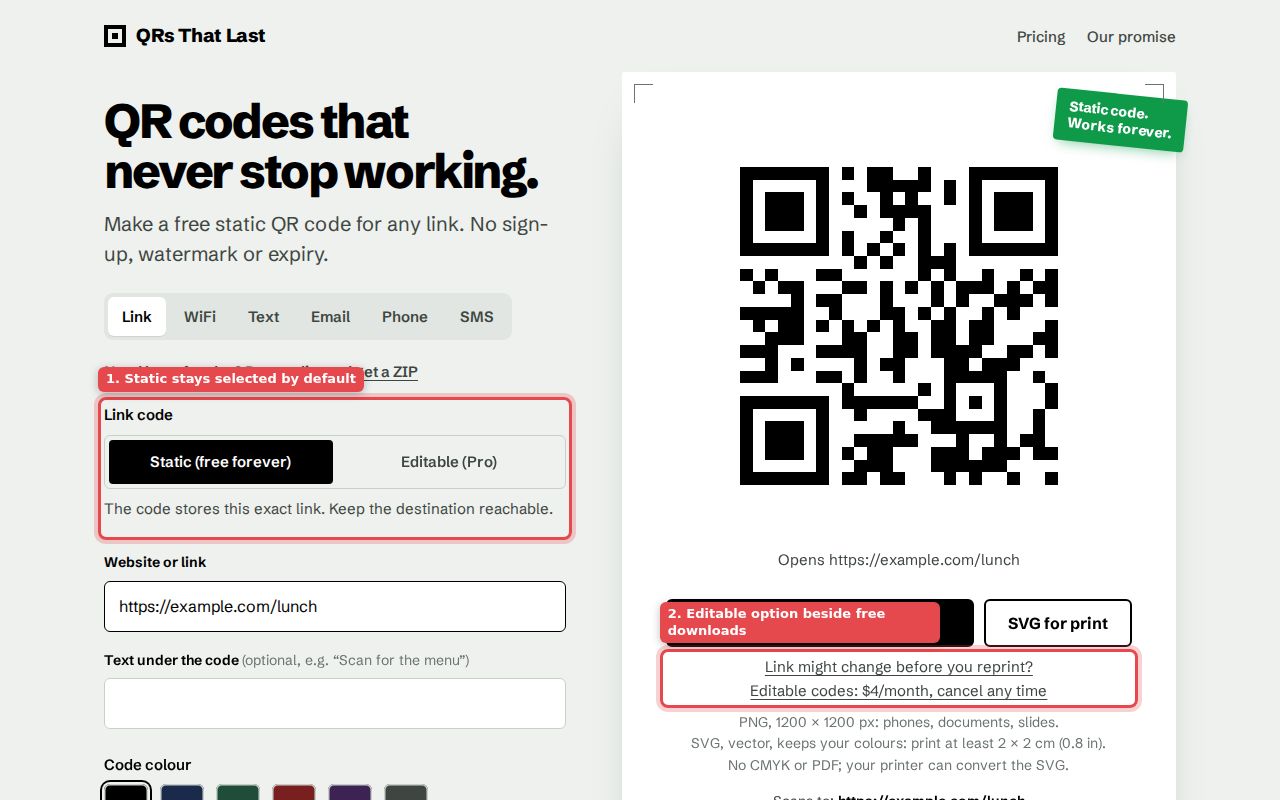 QRs That Last
Pricing
Our promise
QR codes that
never stop working.
Make a free static QR code for any link. No sign-
up, watermark or expiry.
Link
WiFi
Text
Email
Phone
SMS
get a ZIP
1. Static stays selected by default
Link code
Static (free forever)
Editable (Pro)
The code stores this exact link. Keep the destination reachable.
Website or link
https://example.com/lunch
Text under the code (optional, e.g. “Scan for the menu”)
Code colour
Static code.
Works forever.
Opens https://example.com/lunch
2. Editable option beside free
downloads
SVG for print
Link might change before you reprint?
Editable codes: $4/month, cancel any time
PNG, 1200 × 1200 px: phones, documents, slides.
SVG, vector, keeps your colours: print at least 2 × 2 cm (0.8 in).
No CMYK or PDF; your printer can convert the SVG.
Scans to: https://example.com/lunch